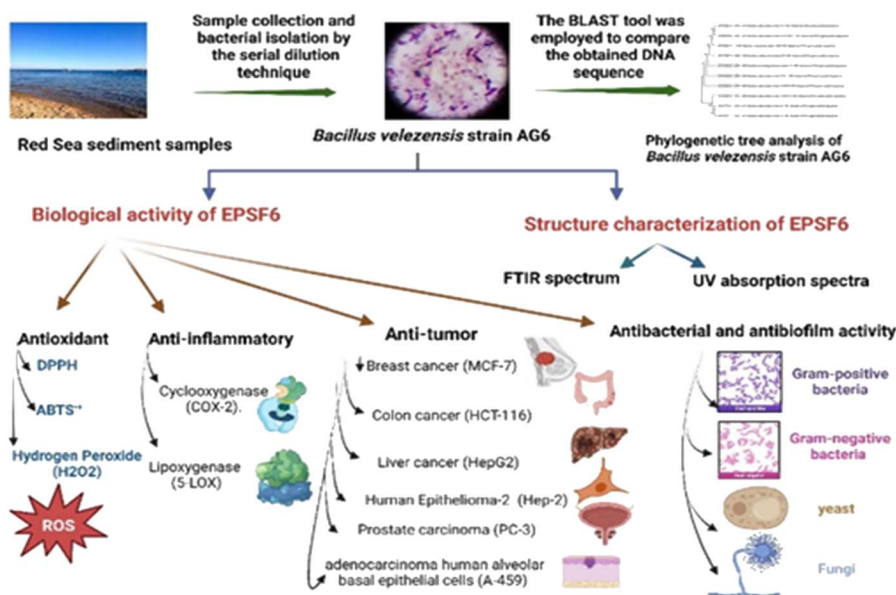 Sample collection and
bacterial isolation by
the serial dilution
technique
The BLAST tool was
employed to compare
the obtained DNA
sequence
Red Sea sediment samples
Bacillus velezensis strain AG6
Phylogenetic tree analysis of
Bacillus velezensis strain AG6
Biological activity of EPSF6
Structure characterization of EPSF6
FTIR spectrum
UV absorption spectra
Antioxidant
DPPH
ABTS·+
Hydrogen Peroxide
(H2O2)
ROS
Anti-inflammatory
Cyclooxygenase
(COX-2).
Lipoxygenase
(5-LOX)
Anti-tumor
Breast cancer (MCF-7)
Colon cancer (HCT-116)
Liver cancer (HepG2)
Human Epithelioma-2 (Hep-2)
Prostate carcinoma (PC-3)
adenocarcinoma human alveolar
basal epithelial cells (A-459)
Antibacterial and antibiofilm activity
Gram-positive
bacteria
Gram-negative
bacteria
yeast
Fungi